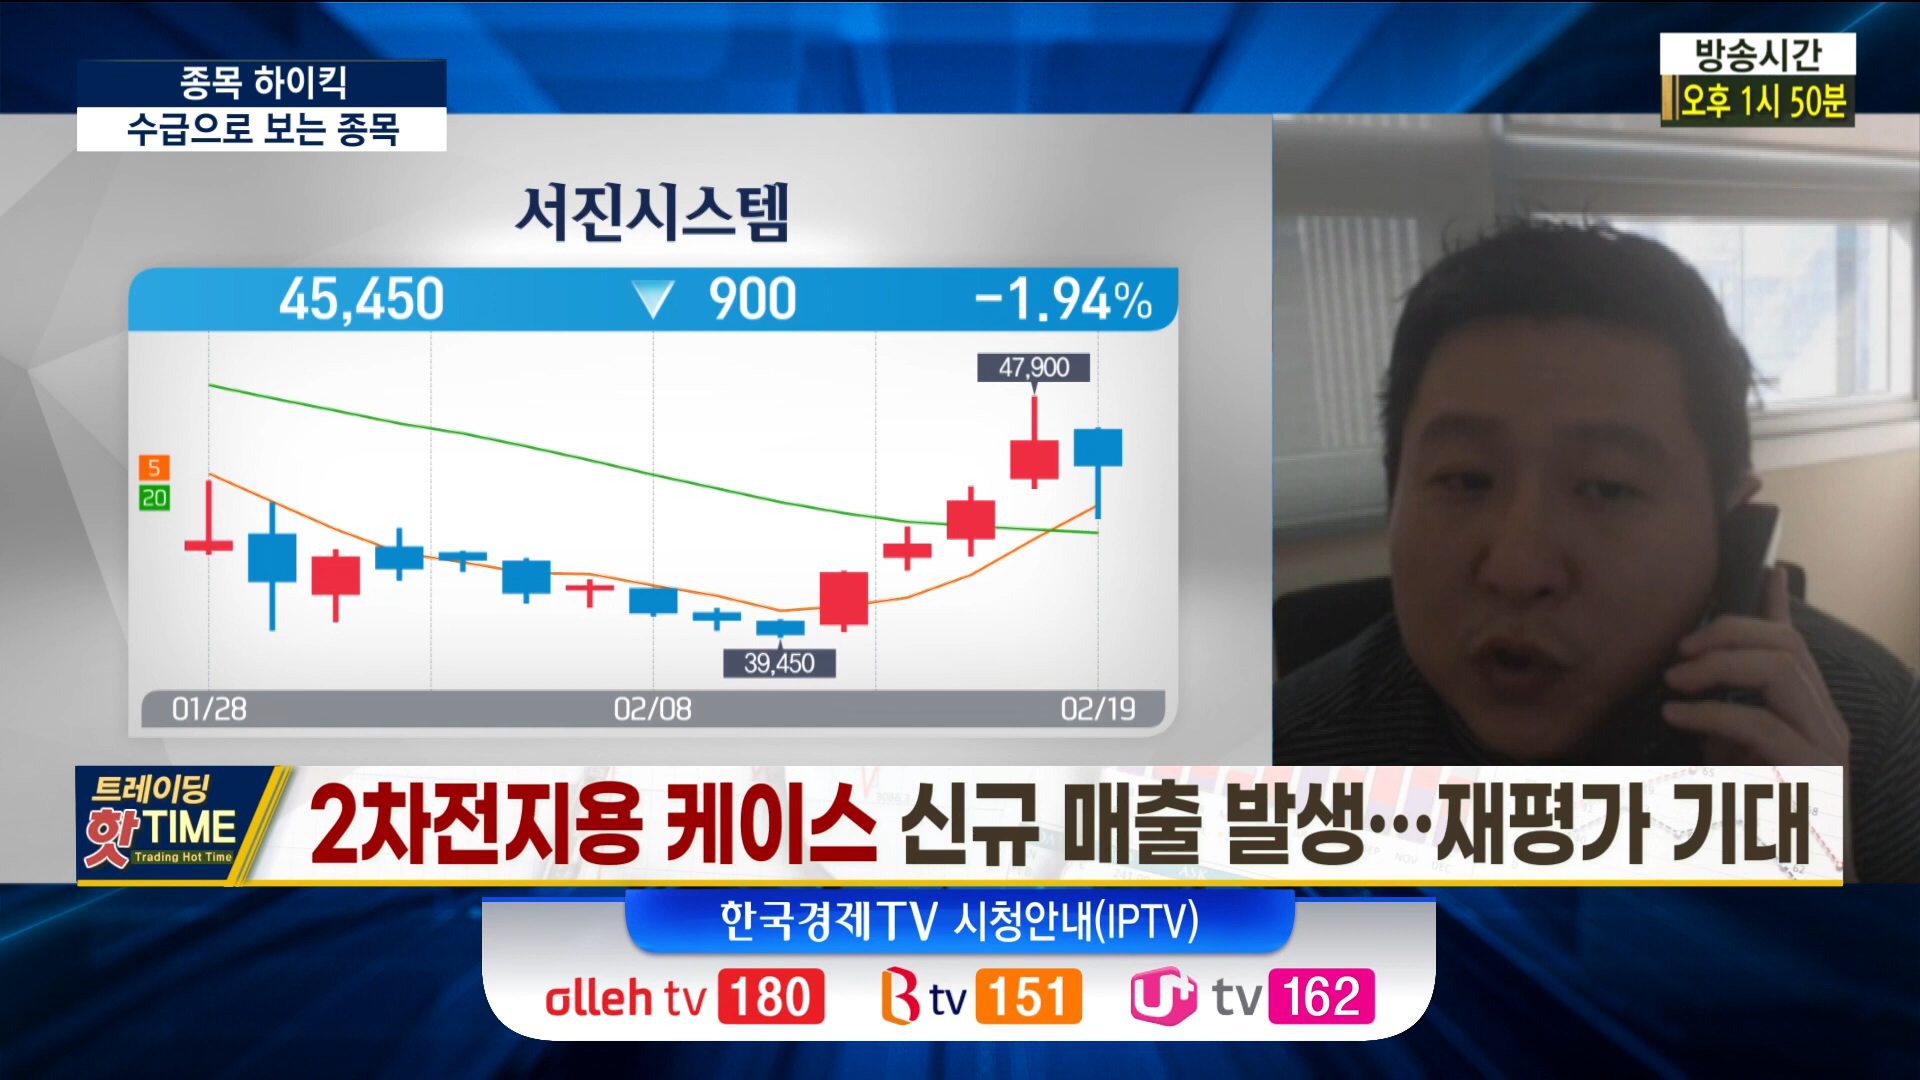 종목 하이킥
수급으로 보는 종목
방송시간
오후 1시 50분
서진시스템
45,450 ▼ 900 -1.94%
47,900
5
20
39,450
01/28 02/08 02/19
트레이딩
핫TIME
Trading Hot Time
2차전지용 케이스 신규 매출 발생…재평가 기대
한국경제TV 시청안내(IPTV)
olleh tv 180 B tv 151 U+ tv 162